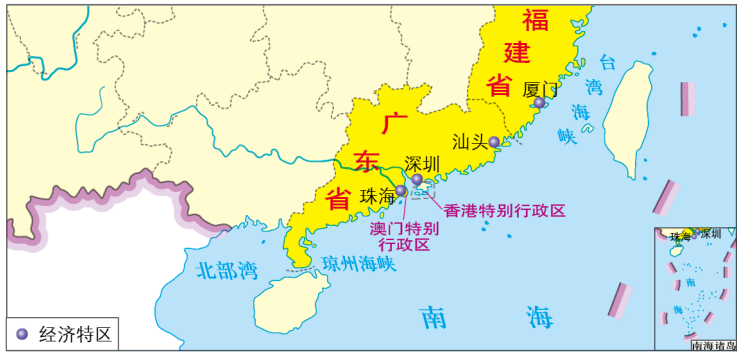 福
建
省
台
湾
海
峡
厦门
广
东
省
汕头
深圳
珠海
香港特别行政区
澳门特别
行政区
北部湾
琼州海峡
南 海
经济特区
珠海 深圳
南
海
南海诸岛